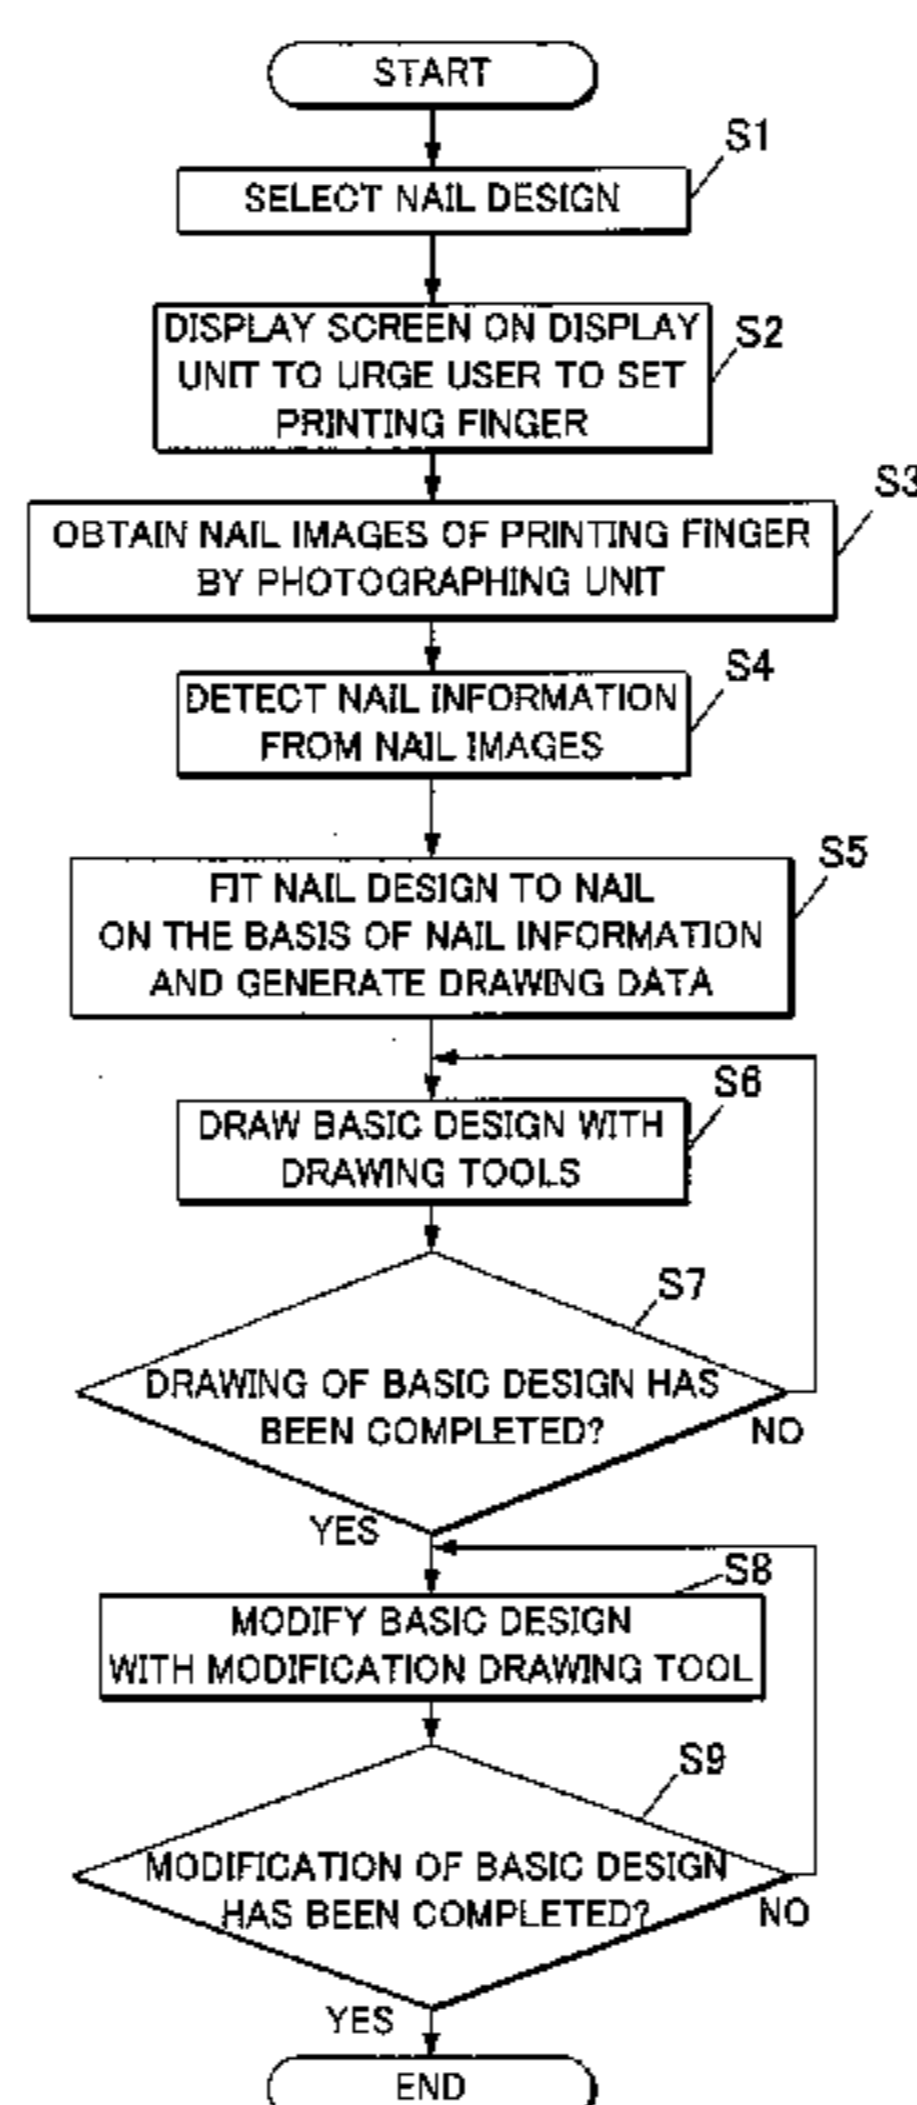 START
S1
SELECT NAIL DESIGN
S2
DISPLAY SCREEN ON DISPLAY
UNIT TO URGE USER TO SET
PRINTING FINGER
S3
OBTAIN NAIL IMAGES OF PRINTING FINGER
BY PHOTOGRAPHING UNIT
S4
DETECT NAIL INFORMATION
FROM NAIL IMAGES
S5
FIT NAIL DESIGN TO NAIL
ON THE BASIS OF NAIL INFORMATION
AND GENERATE DRAWING DATA
S6
DRAW BASIC DESIGN WITH
DRAWING TOOLS
S7
DRAWING OF BASIC DESIGN HAS
BEEN COMPLETED?
NO
YES
S8
MODIFY BASIC DESIGN
WITH MODIFICATION DRAWING TOOL
S9
MODIFICATION OF BASIC DESIGN
HAS BEEN COMPLETED?
NO
YES
END